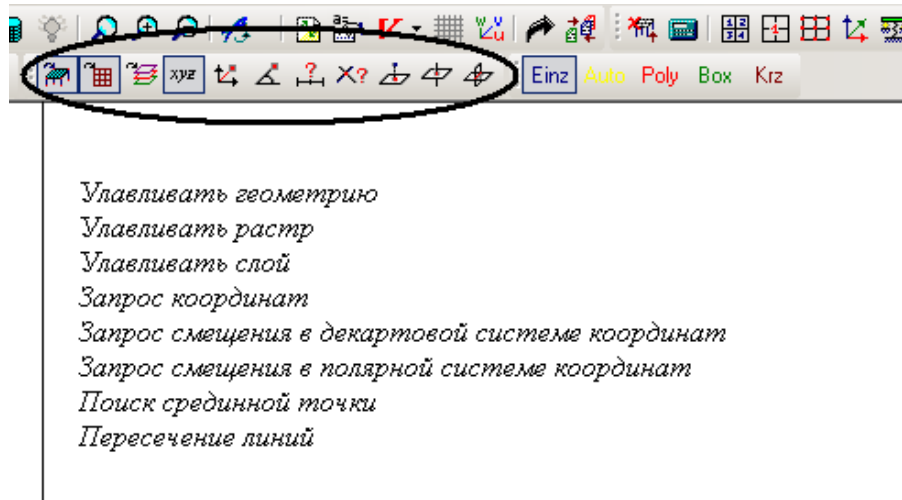 xyz ? X? Einz Auto Poly Box Krz
Улавливать геометрию
Улавливать растр
Улавливать слой
Запрос координат
Запрос смещения в декартовой системе координат
Запрос смещения в полярной системе координат
Поиск срединной точки
Пересечение линий